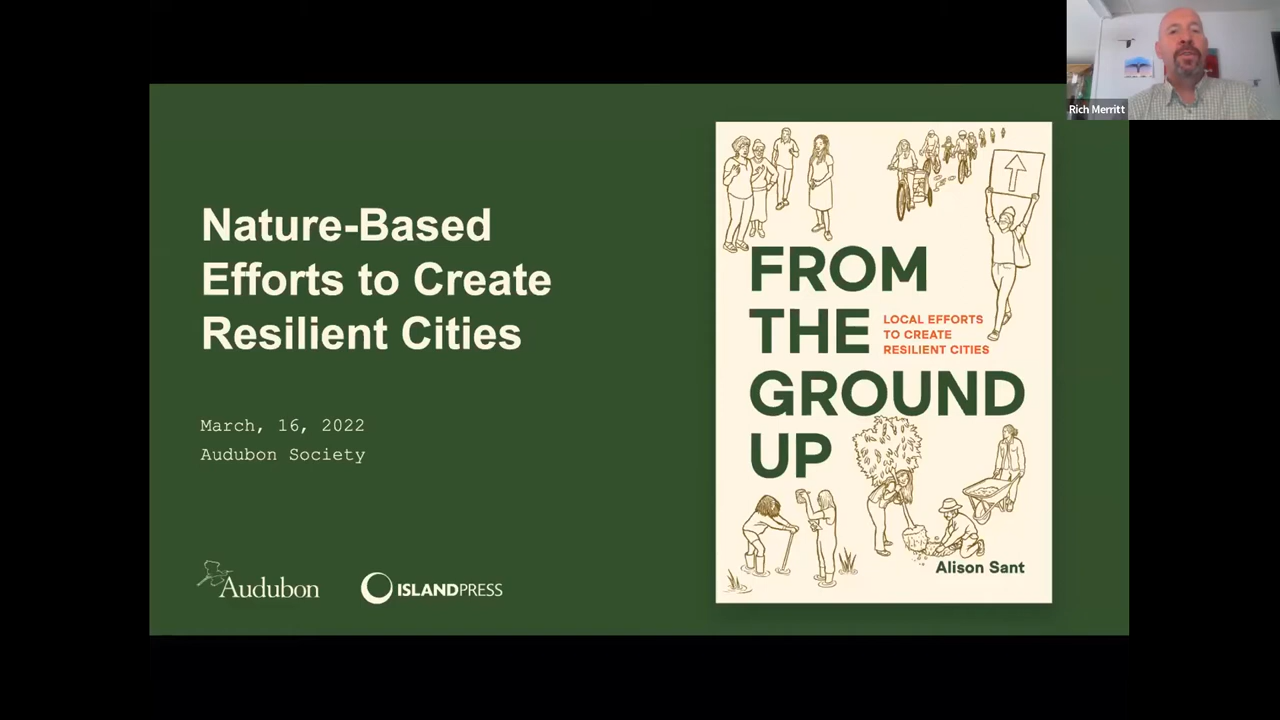 Nature-Based
Efforts to Create
Resilient Cities
March, 16, 2022
Audubon Society
Audubon
ISLANDPRESS
FROM
THE
GROUND
UP
LOCAL EFFORTS
TO CREATE
RESILIENT CITIES
Alison Sant
Rich Merritt